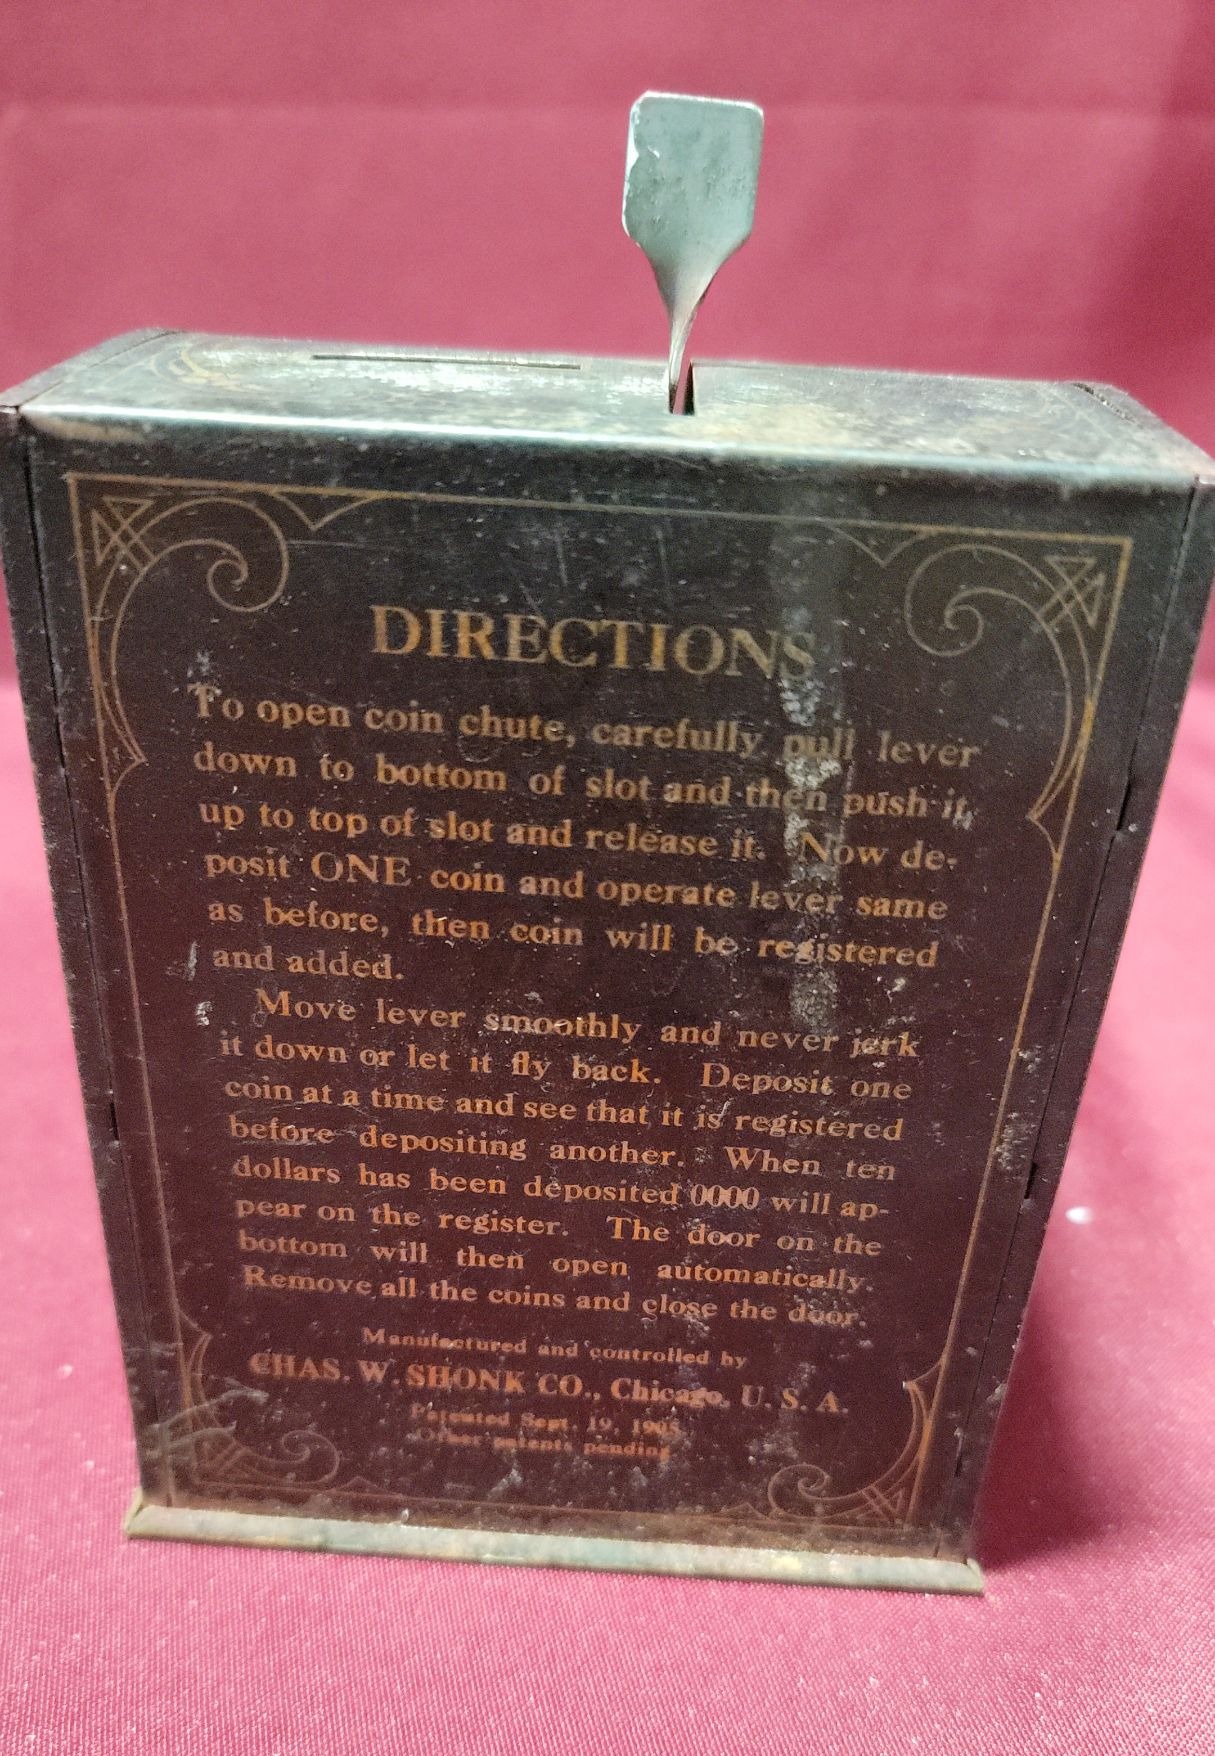 DIRECTIONS
To open coin chute, carefully pull lever
down to bottom of slot and then push it
up to top of slot and release it. Now de-
posit ONE coin and operate lever same
as before, then coin will be registered
and added.
Move lever smoothly and never jerk
it down or let it fly back. Deposit one
coin at a time and see that it is registered
before depositing another. When ten
dollars has been deposited 0000 will ap-
pear on the register. The door on the
bottom will then open automatically.
Remove all the coins and close the door.
Manufactured and controlled by
CHAS. W. SHONK CO., Chicago, U. S. A.
Patented Sept. 19, 1905
Other patents pending